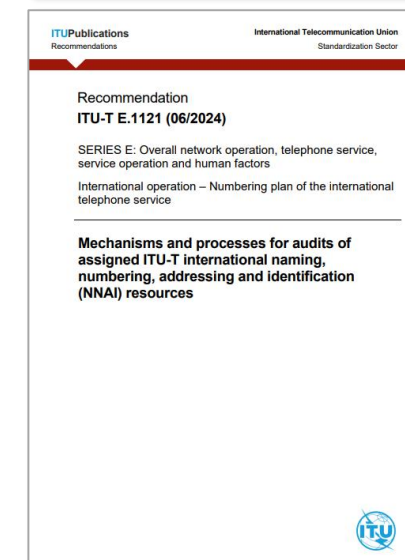 ITUPublications
International Telecommunication Union
Recommendations
Standardization Sector
Recommendation
ITU-T E.1121 (06/2024)
SERIES E: Overall network operation, telephone service,
service operation and human factors
International operation – Numbering plan of the international
telephone service
Mechanisms and processes for audits of
assigned ITU-T international naming,
numbering, addressing and identification
(NNAI) resources
ITU